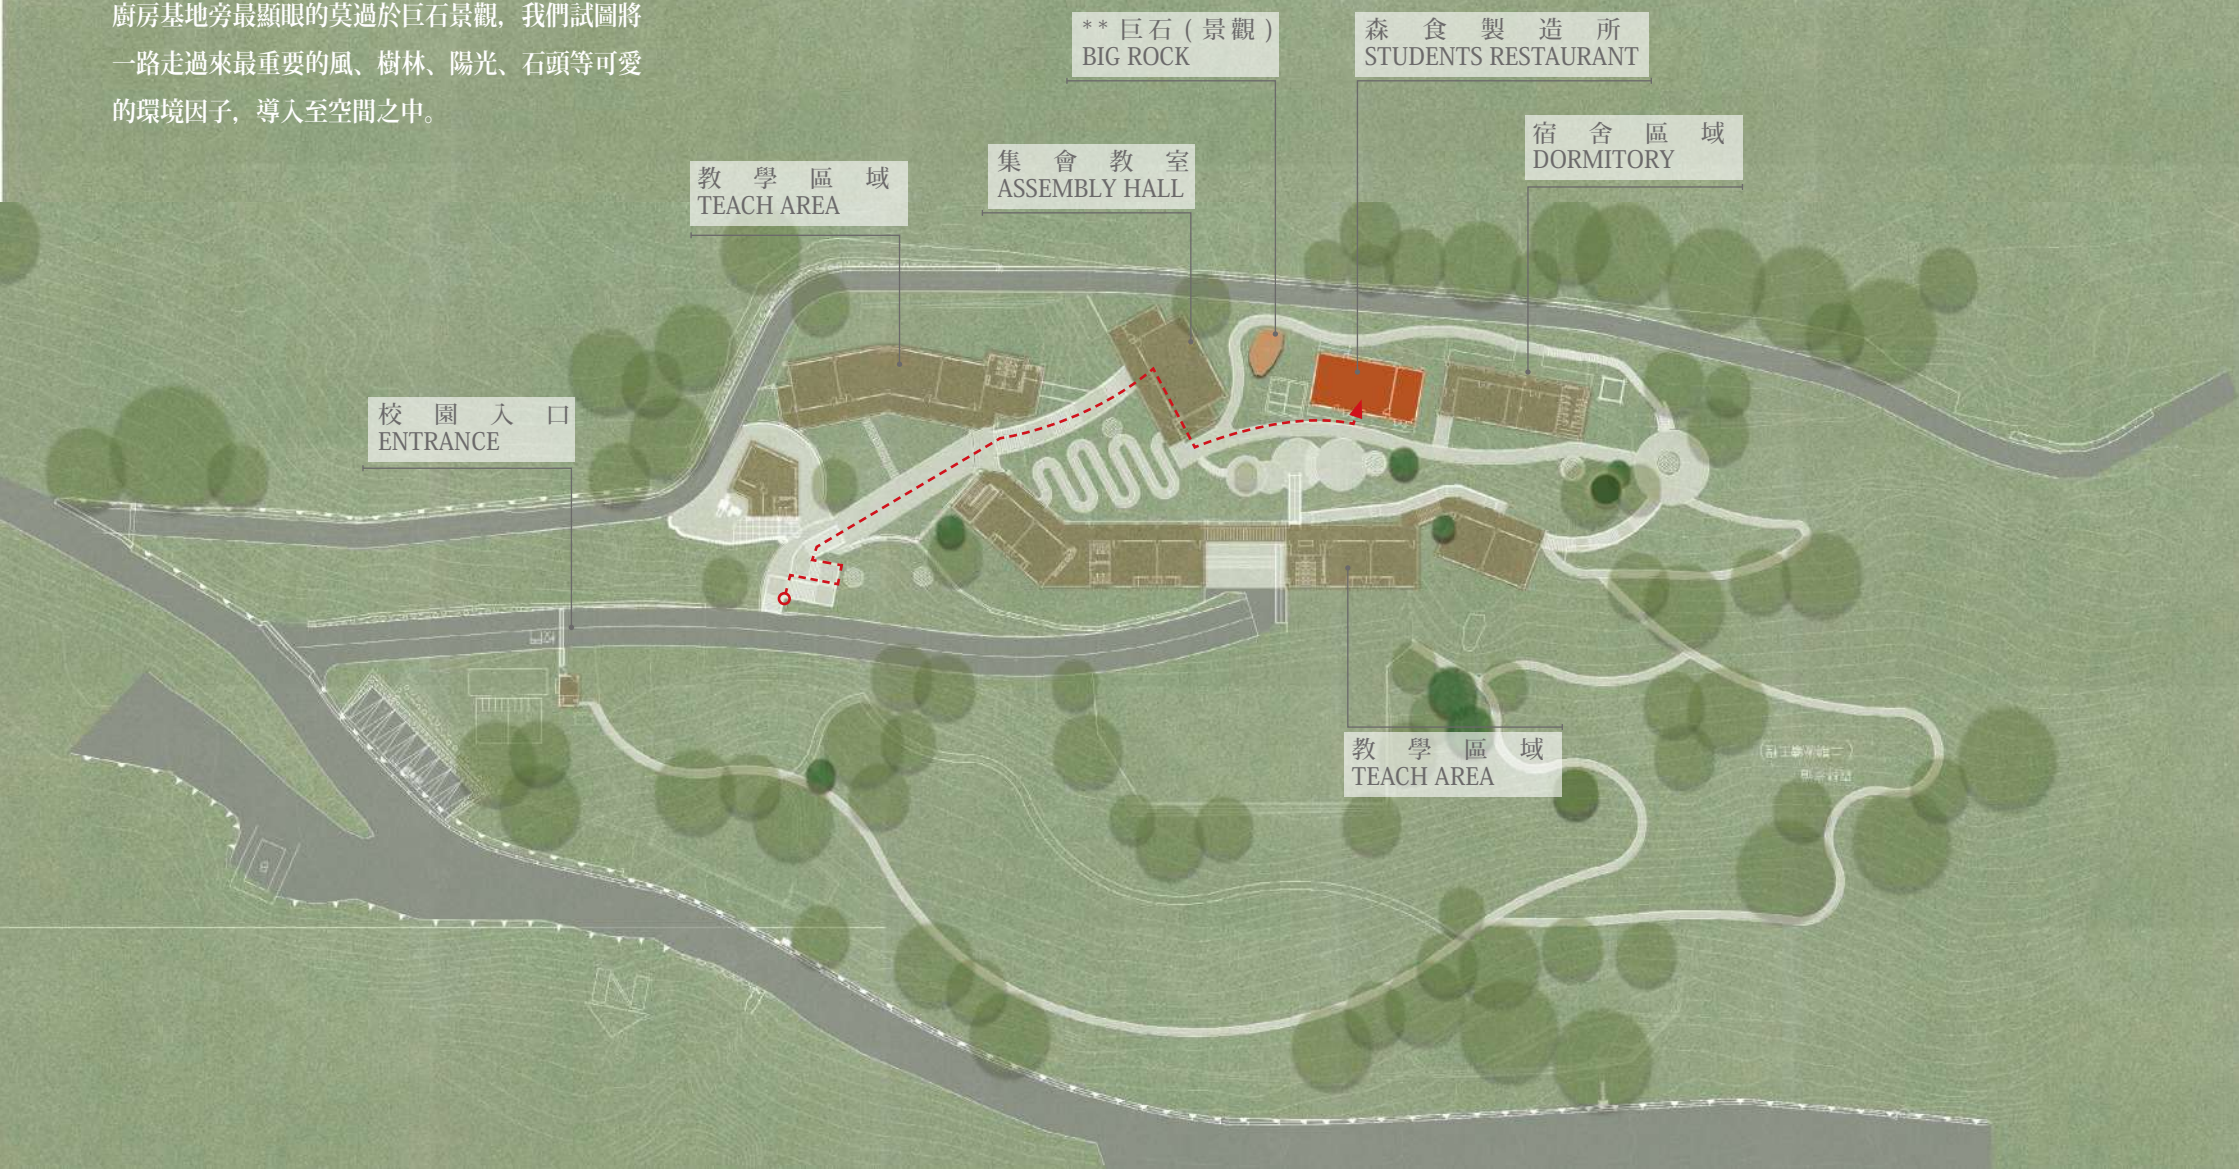 廚房基地旁最顯眼的莫過於巨石景觀，我們試圖將
一路走過來最重要的風、樹林、陽光、石頭等可愛
的環境因子，導入至空間之中。
**巨石(景觀)
BIG ROCK
森食製造所
STUDENTS RESTAURANT
宿舍區域
DORMITORY
集會教室
ASSEMBLY HALL
教學區域
TEACH AREA
校園入口
ENTRANCE
教學區域
TEACH AREA
N